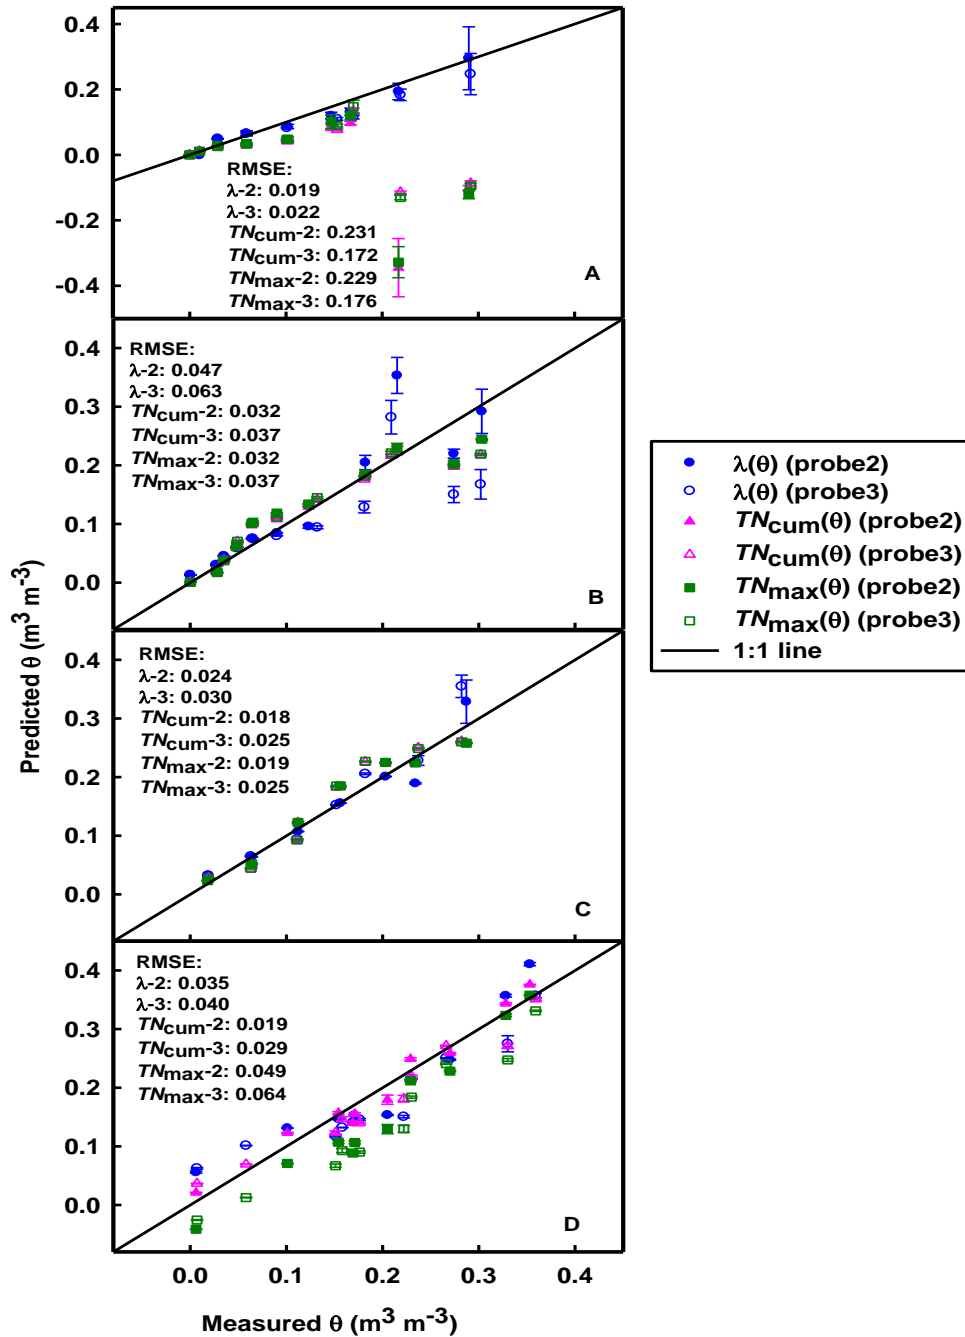 0.4
0.2
0.0
-0.2
-0.4
RMSE:
λ-2: 0.019
λ-3: 0.022
TNcum-2: 0.231
TNcum-3: 0.172
TNmax-2: 0.229
TNmax-3: 0.176
A
0.4
0.3
0.2
0.1
0.0
RMSE:
λ-2: 0.047
λ-3: 0.063
TNcum-2: 0.032
TNcum-3: 0.037
TNmax-2: 0.032
TNmax-3: 0.037
B
0.4
0.3
0.2
0.1
0.0
RMSE:
λ-2: 0.024
λ-3: 0.030
TNcum-2: 0.018
TNcum-3: 0.025
TNmax-2: 0.019
TNmax-3: 0.025
C
0.4
0.3
0.2
0.1
0.0
RMSE:
λ-2: 0.035
λ-3: 0.040
TNcum-2: 0.019
TNcum-3: 0.029
TNmax-2: 0.049
TNmax-3: 0.064
D
0.0 0.1 0.2 0.3 0.4
Measured θ (m3 m-3)
Predicted θ (m3 m-3)
λ(θ) (probe2)
λ(θ) (probe3)
TNcum(θ) (probe2)
TNcum(θ) (probe3)
TNmax(θ) (probe2)
TNmax(θ) (probe3)
1:1 line